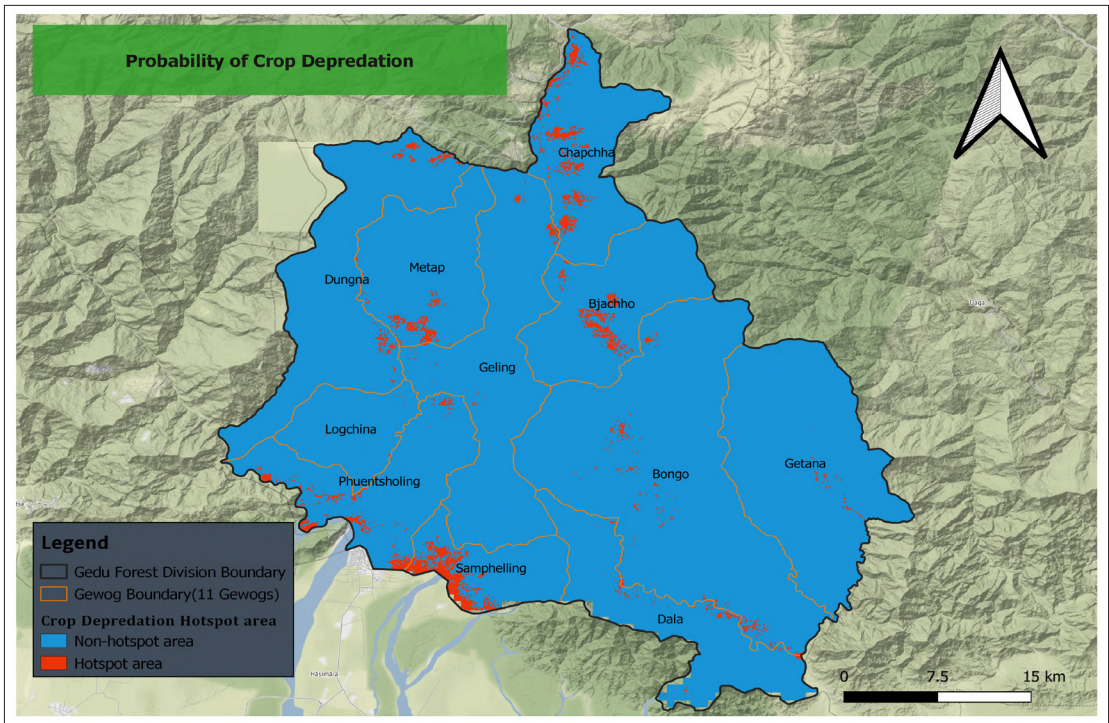 Probability of Crop Depredation
Chapchha
Dungna
Metap
Bjachho
Daga
Geling
Logchina
Getana
Phuentsholing
Bongo
Samphelling
Dala
Legend
Gedu Forest Division Boundary
Gewog Boundary(11 Gewogs)
Crop Depredation Hotspot area
Non-hotspot area
Hotspot area
Hāsimāra
0 7.5 15 km